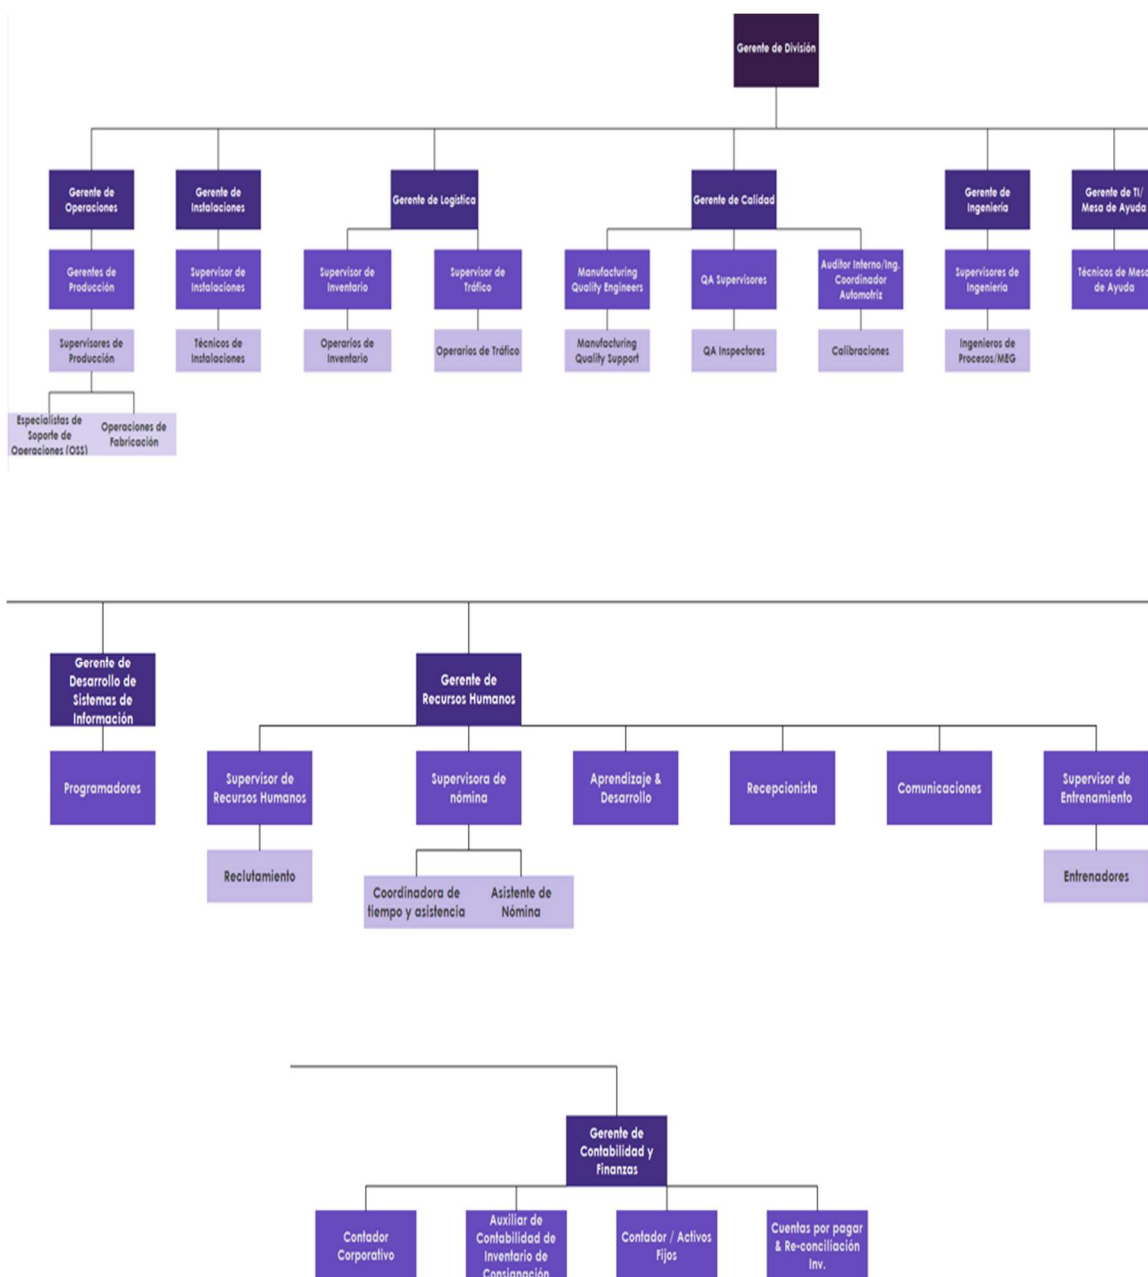 Gerente de División
Gerente de
Operaciones
Gerente de
Instalaciones
Gerente de Logística
Gerente de Calidad
Gerente de
Ingeniería
Gerente de TI/
Mesa de Ayuda
Gerentes de
Producción
Supervisor de
Instalaciones
Supervisor de
Inventario
Supervisor de
Tráfico
Manufacturing
Quality Engineers
QA Supervisores
Auditor Interno/Ing.
Coordinador
Automotriz
Supervisores de
Ingeniería
Técnicos de Mesa
de Ayuda
Supervisores de
Producción
Técnicos de
Instalaciones
Operarios de
Inventario
Operarios de Tráfico
Manufacturing
Quality Support
QA Inspectores
Calibraciones
Ingenieros de
Procesos/MEG
Especialistas de
Soporte de
Operaciones (OSS)
Operaciones de
Fabricación
Gerente de
Desarrollo de
Sistemas de
Información
Gerente de
Recursos Humanos
Programadores
Supervisor de
Recursos Humanos
Supervisora de
nómina
Aprendizaje &
Desarrollo
Recepcionista
Comunicaciones
Supervisor de
Entrenamiento
Reclutamiento
Coordinadora de
tiempo y asistencia
Asistente de
Nómina
Entrenadores
Gerente de
Contabilidad y
Finanzas
Contador
Corporativo
Auxiliar de
Contabilidad de
Inventario de
Consignación
Contador / Activos
Fijos
Cuentas por pagar
& Re-conciliación
Inv.